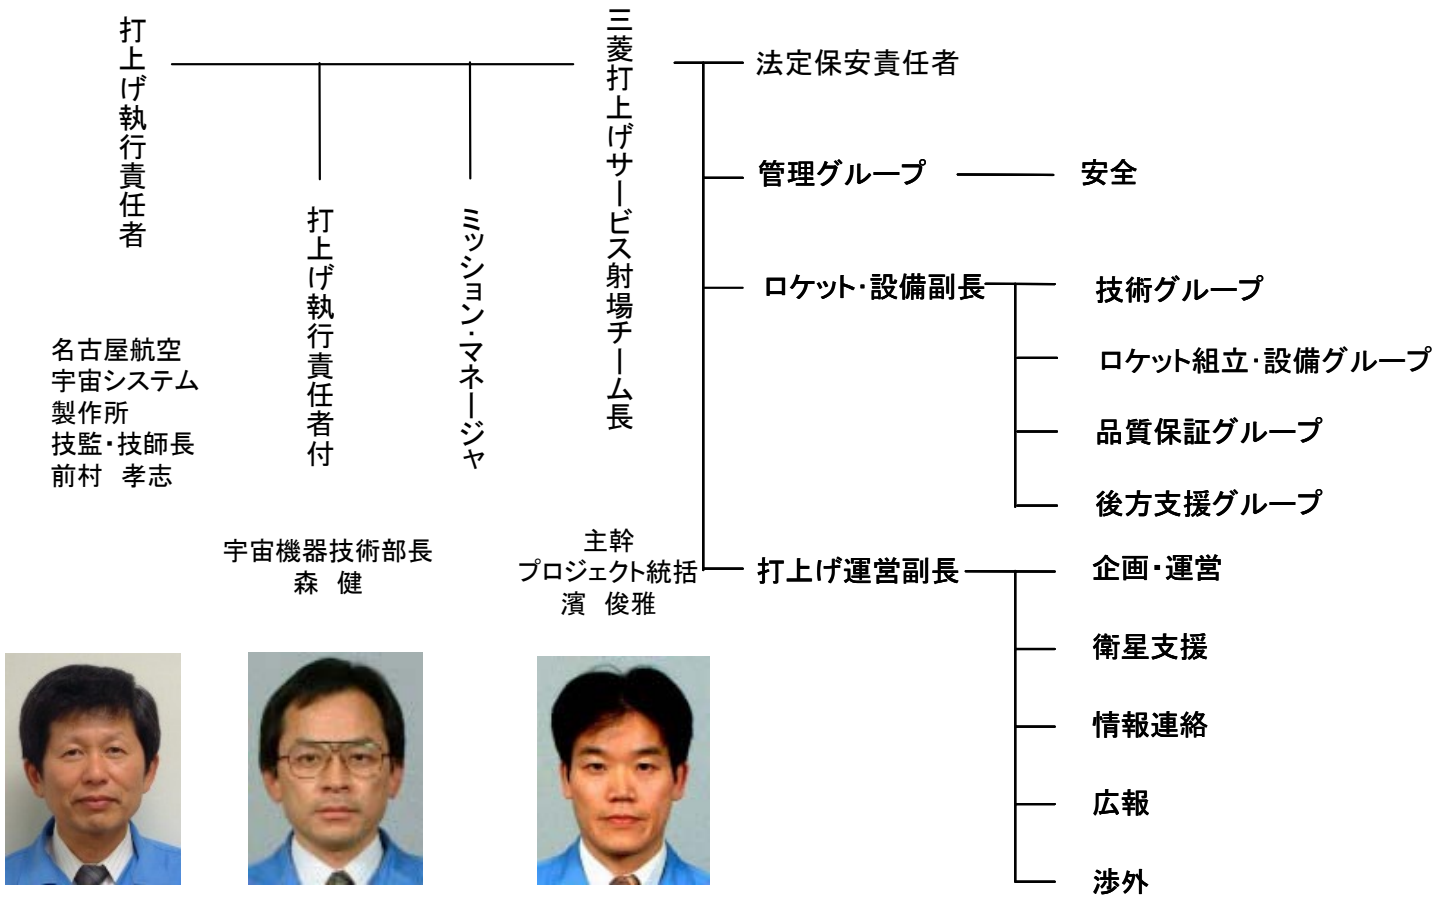 打上げ執行責任者
名古屋航空
宇宙システム
製作所
技監・技師長
前村　孝志
打上げ執行責任者付
宇宙機器技術部長
森　健
ミッション・マネージャ
三菱打上げサービス射場チーム長
主幹
プロジェクト統括
濱　俊雅
法定保安責任者
管理グループ
安全
ロケット・設備副長
技術グループ
ロケット組立・設備グループ
品質保証グループ
後方支援グループ
打上げ運営副長
企画・運営
衛星支援
情報連絡
広報
渉外